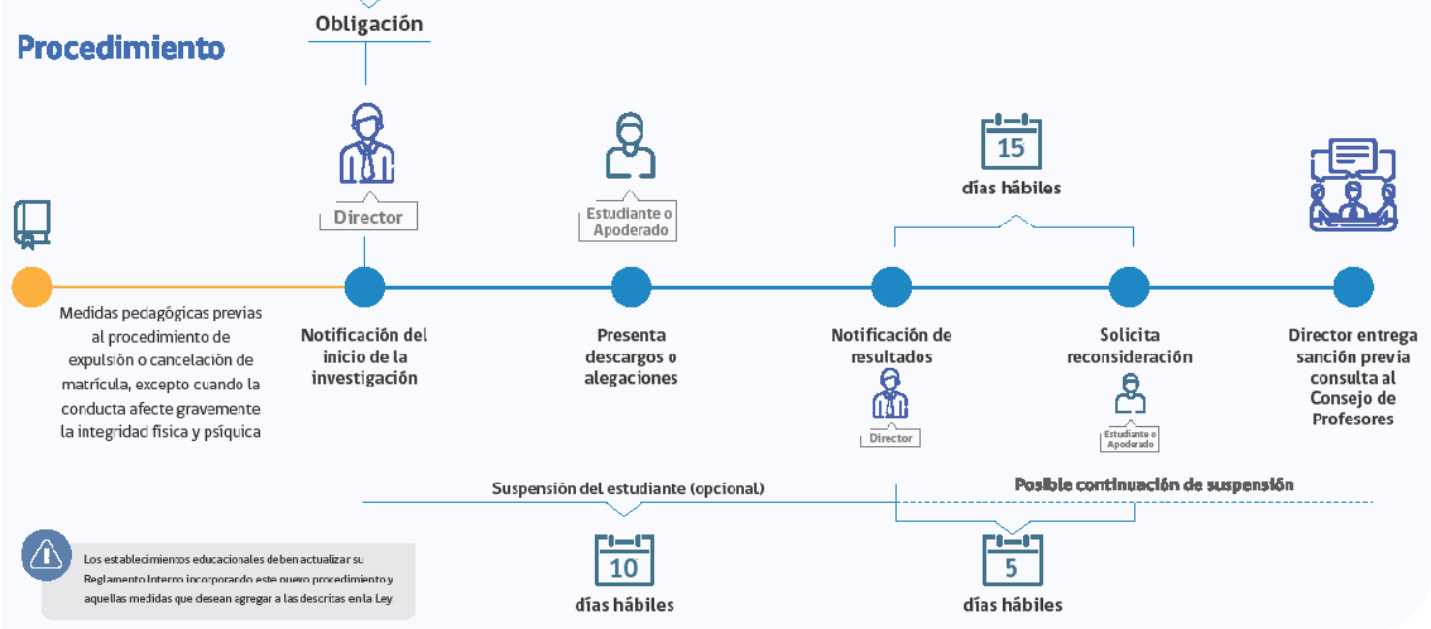 Procedimiento
Obligación
Director
Estudiante o
Apoderado
15
días hábiles
Medidas pedagógicas previas
al procedimiento de
expulsión o cancelación de
matrícula, excepto cuando la
conducta afecte gravemente
la integridad física y psíquica
Notificación del
inicio de la
investigación
Presenta
descargos o
alegaciones
Notificación de
resultados
Director
Solicita
reconsideración
Estudiante o
Apoderado
Director entrega
sanción previa
consulta al
Consejo de
Profesores
Suspensión del estudiante (opcional)
Posible continuación de suspensión
10
días hábiles
5
días hábiles
Los establecimientos educacionales deben actualizar su
Reglamento Interno incorporando este nuevo procedimiento y
aquellas medidas que desean agregar a las descritas en la Ley.